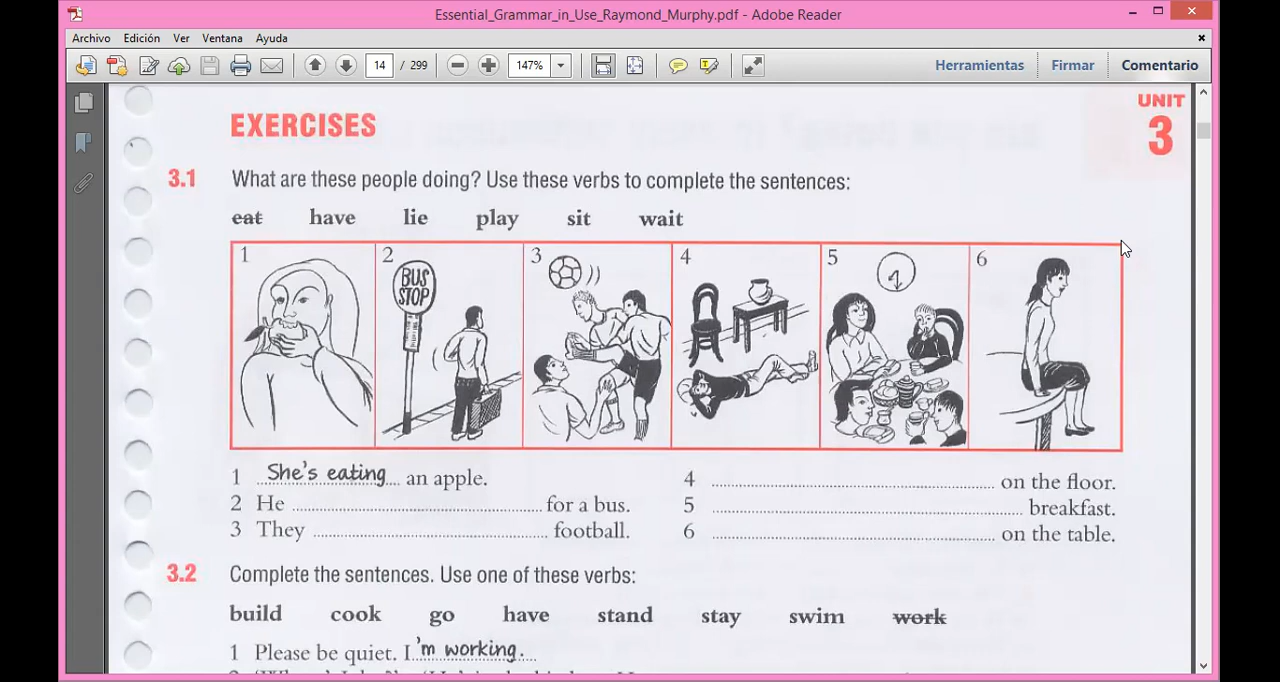 Essential_Grammar_in_Use_Raymond_Murphy.pdf - Adobe Reader
Archivo Edición Ver Ventana Ayuda
14 / 299 147% Herramientas Firmar Comentario
UNIT
3
EXERCISES
3.1 What are these people doing? Use these verbs to complete the sentences:
eat have lie play sit wait
1 2 3 4 5 6
BUS
STOP
1 She's eating an apple.
2 He ........ for a bus.
3 They ........ football.
4 ........ on the floor.
5 ........ breakfast.
6 ........ on the table.
3.2 Complete the sentences. Use one of these verbs:
build cook go have stand stay swim work
1 Please be quiet. I 'm working.